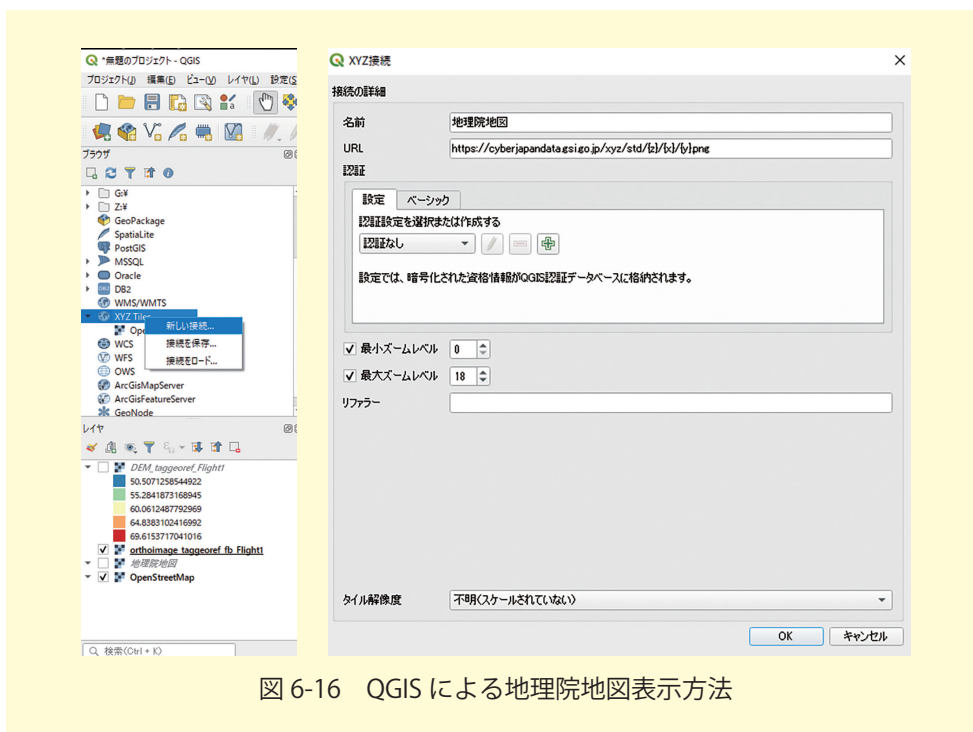 *無題のプロジェクト - QGIS
プロジェクト(J) 編集(E) ビュー(V) レイヤ(L) 設定(S
ブラウザ
G:¥
Z:¥
GeoPackage
SpatiaLite
PostGIS
MSSQL
Oracle
DB2
WMS/WMTS
XYZ Tiles
新しい接続...
接続を保存...
接続をロード...
WCS
WFS
OWS
ArcGisMapServer
ArcGisFeatureServer
GeoNode
レイヤ
DEM_taggeoref_Flight1
50.5071258544922
55.2841873168945
60.0612487792969
64.8383102416992
69.6153717041016
orthoimage_taggeoref_fb_Flight1
地理院地図
OpenStreetMap
検索(Ctrl + K)
XYZ接続
接続の詳細
名前 地理院地図
URL https://cyberjapandata.gsi.go.jp/xyz/std/{z}/{x}/{y}.png
認証
設定 ベーシック
認証設定を選択または作成する
認証なし
設定では、暗号化された資格情報がQGIS認証データベースに格納されます。
最小ズームレベル 0
最大ズームレベル 18
リファラー
タイル解像度 不明(スケールされていない)
OK キャンセル
図 6-16 QGIS による地理院地図表示方法